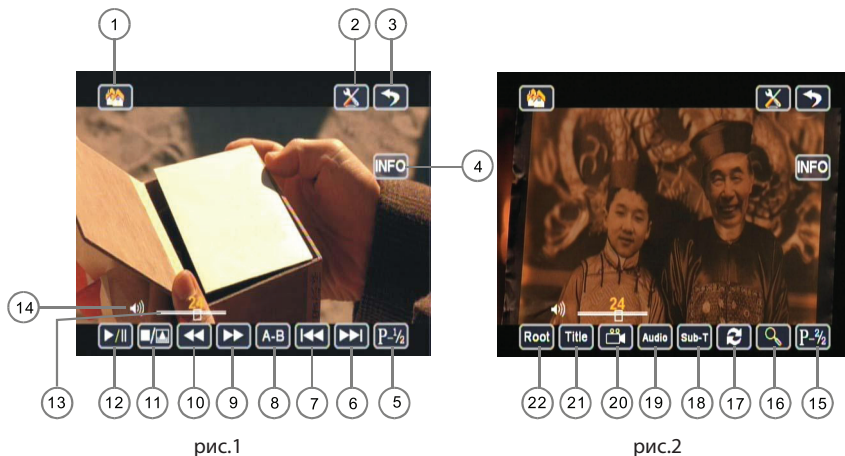 1 2 3
INFO
4
INFO
14
24
24
A-B P-1/2
Root Title Audio Sub-T P-2/2
13 12 11 10 9 8 7 6 5
22 21 20 19 18 17 16 15
рис.1
рис.2